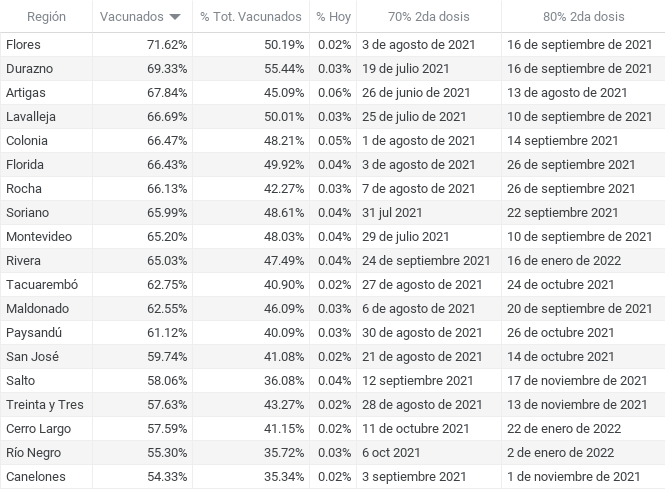 Región Vacunados % Tot. Vacunados % Hoy 70% 2da dosis 80% 2da dosis
Flores 71.62% 50.19% 0.02% 3 de agosto de 2021 16 de septiembre de 2021
Durazno 69.33% 55.44% 0.03% 19 de julio 2021 16 de septiembre de 2021
Artigas 67.84% 45.09% 0.06% 26 de junio de 2021 13 de agosto de 2021
Lavalleja 66.69% 50.01% 0.03% 25 de julio de 2021 10 de septiembre de 2021
Colonia 66.47% 48.21% 0.05% 1 de agosto de 2021 14 septiembre 2021
Florida 66.43% 49.92% 0.04% 3 de agosto de 2021 26 de septiembre 2021
Rocha 66.13% 42.27% 0.03% 7 de agosto de 2021 26 de septiembre 2021
Soriano 65.99% 48.61% 0.04% 31 jul 2021 22 septiembre 2021
Montevideo 65.20% 48.03% 0.04% 29 de julio 2021 10 de septiembre de 2021
Rivera 65.03% 47.49% 0.04% 24 de septiembre 2021 16 de enero de 2022
Tacuarembó 62.75% 40.90% 0.02% 27 de agosto de 2021 24 de octubre 2021
Maldonado 62.55% 46.09% 0.03% 6 de agosto de 2021 20 de septiembre de 2021
Paysandú 61.12% 40.09% 0.03% 30 de agosto de 2021 26 de octubre 2021
San José 59.74% 41.08% 0.02% 21 de agosto de 2021 14 de octubre 2021
Salto 58.06% 36.08% 0.04% 12 septiembre 2021 17 de noviembre de 2021
Treinta y Tres 57.63% 43.27% 0.02% 28 de agosto de 2021 13 de noviembre de 2021
Cerro Largo 57.59% 41.15% 0.02% 11 de octubre de 2021 22 de enero de 2022
Río Negro 55.30% 35.72% 0.03% 6 oct 2021 2 de enero de 2022
Canelones 54.33% 35.34% 0.02% 3 septiembre 2021 1 de noviembre de 2021